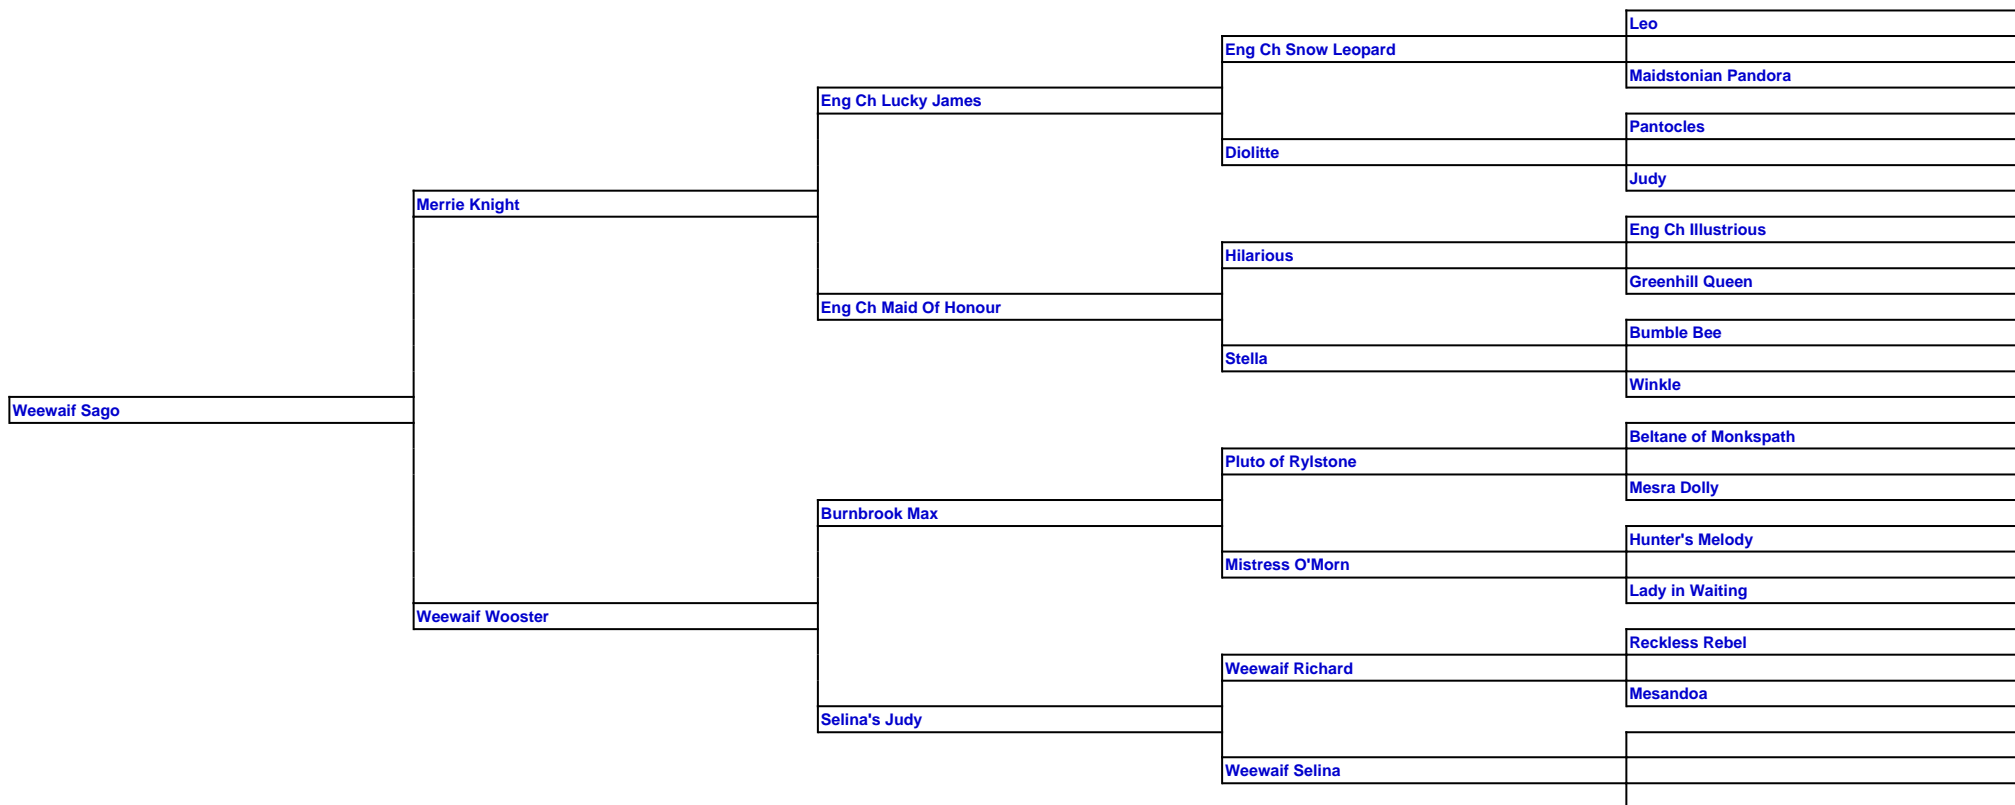 Leo
Eng Ch Snow Leopard
Maidstonian Pandora
Eng Ch Lucky James
Pantocles
Diolitte
Judy
Merrie Knight
Eng Ch Illustrious
Hilarious
Greenhill Queen
Eng Ch Maid Of Honour
Bumble Bee
Stella
Winkle
Weewaif Sago
Beltane of Monkspath
Pluto of Rylstone
Mesra Dolly
Burnbrook Max
Hunter's Melody
Mistress O'Morn
Lady in Waiting
Weewaif Wooster
Reckless Rebel
Weewaif Richard
Mesandoa
Selina's Judy
Weewaif Selina